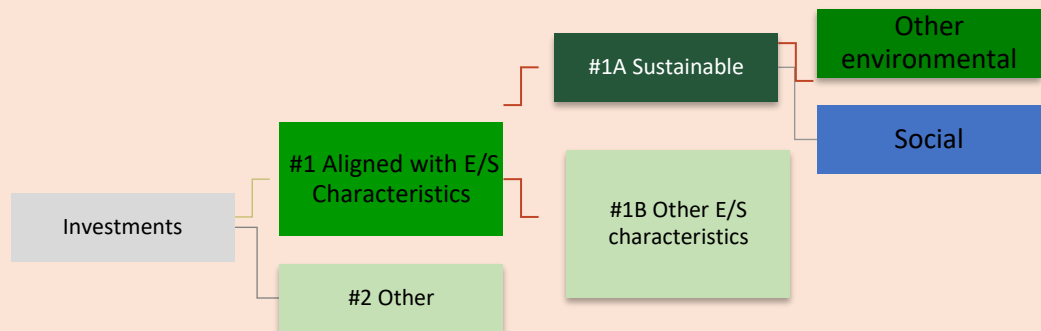 Other
environmental
#1A Sustainable
Social
#1 Aligned with E/S
Characteristics
#1B Other E/S
characteristics
Investments
#2 Other